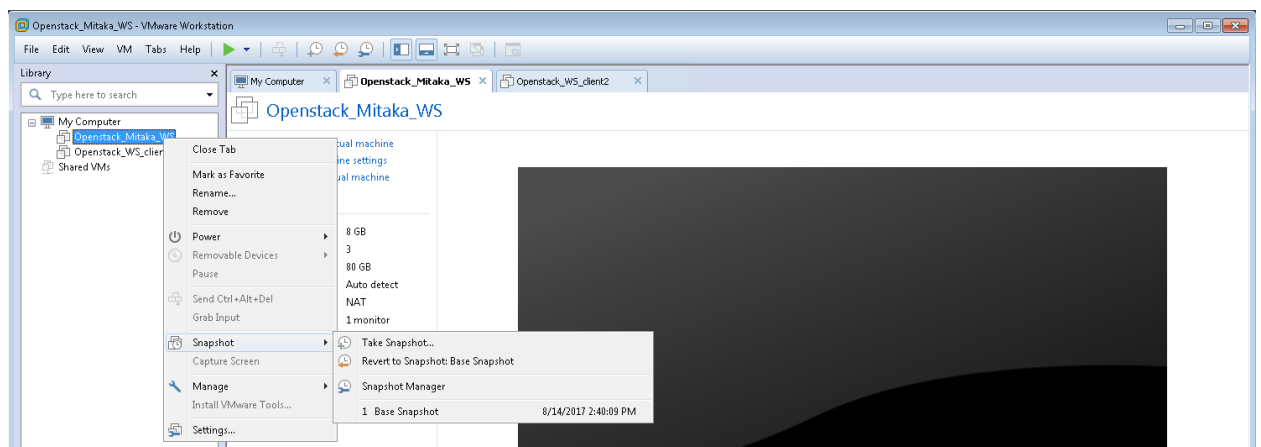 Openstack_Mitaka_WS - VMware Workstation
File Edit View VM Tabs Help
Library
Type here to search
My Computer
Openstack_Mitaka_WS
Shared VMs
My Computer
Openstack_Mitaka_WS
Openstack_WS_client2
Openstack_Mitaka_WS
machine
settings
machine
8 GB
3
80 GB
Auto detect
NAT
1 monitor
Close Tab
Mark as Favorite
Rename...
Remove
Power
Removable Devices
Pause
Send Ctrl+Alt+Del
Grab Input
Snapshot
Capture Screen
Manage
Install VMware Tools...
Settings...
Take Snapshot...
Revert to Snapshot: Base Snapshot
Snapshot Manager
1 Base Snapshot 8/14/2017 2:40:09 PM